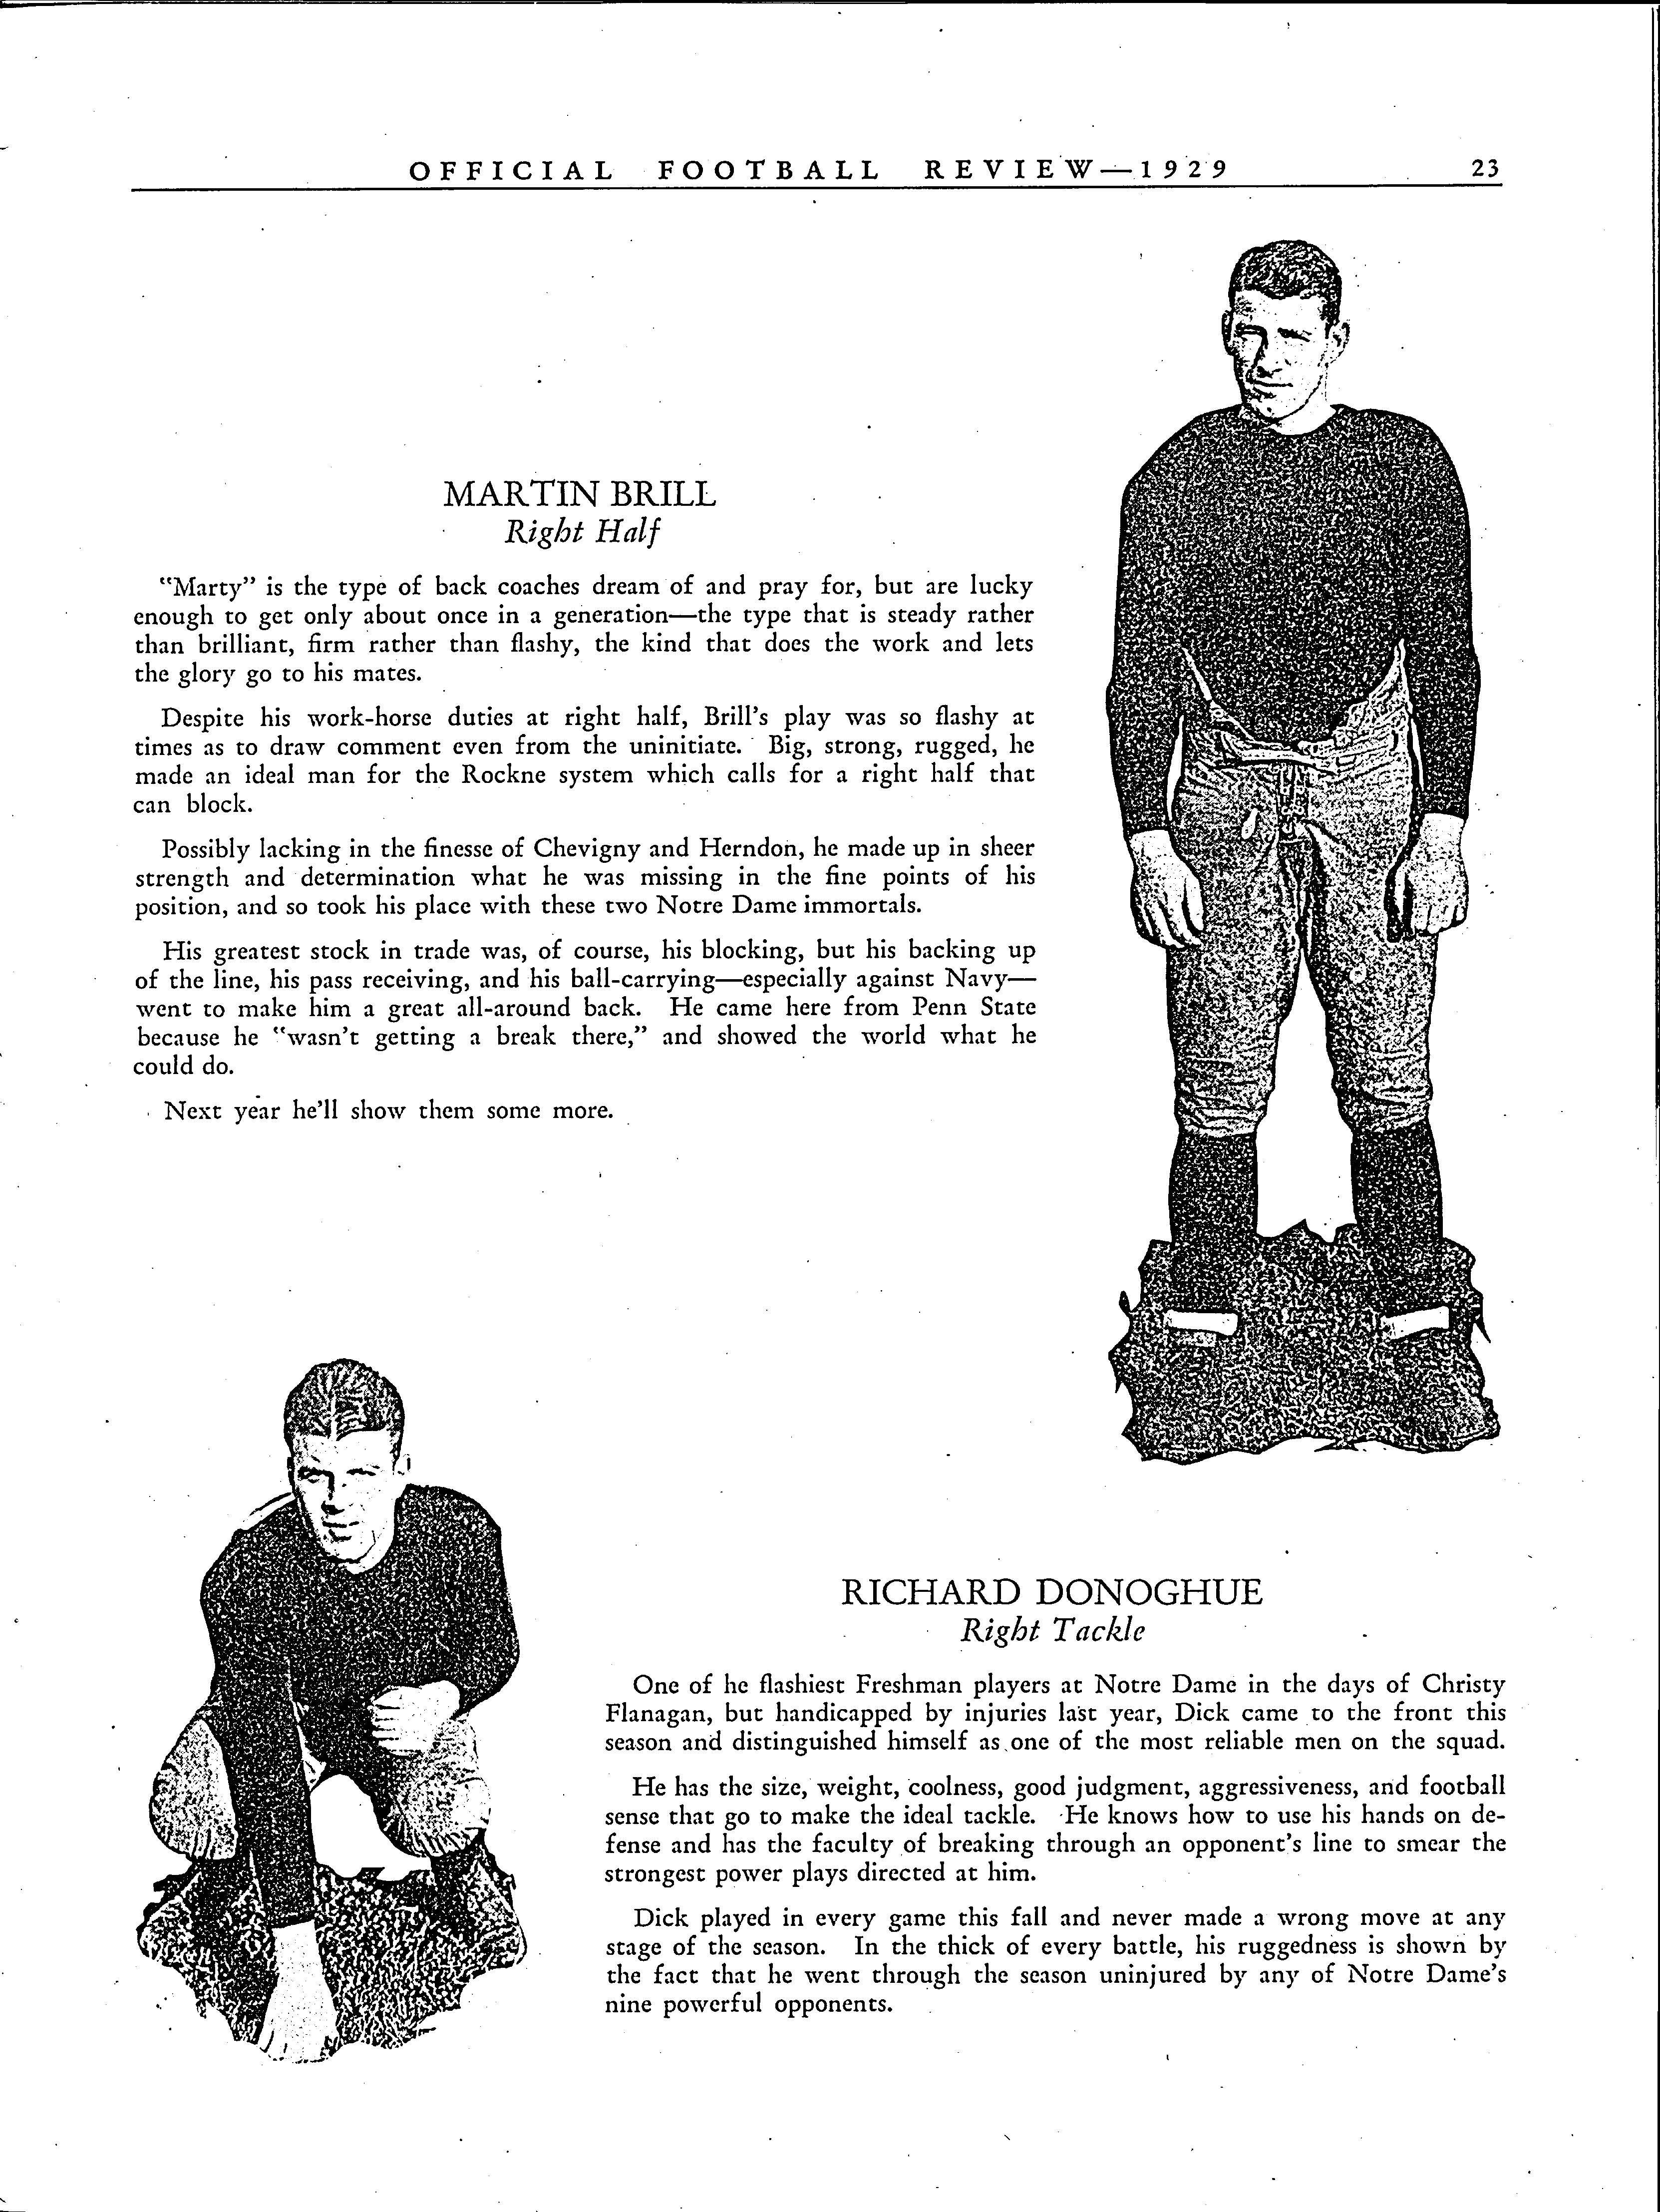 OFFICIAL FOOTBALL REVIEW—1929 23
MARTIN BRILL
Right Half
"Marty" is the type of back coaches dream of and pray for, but are lucky
enough to get only about once in a generation—the type that is steady rather
than brilliant, firm rather than flashy, the kind that does the work and lets
the glory go to his mates.
Despite his work-horse duties at right half, Brill's play was so flashy at
times as to draw comment even from the uninitiate. Big, strong, rugged, he
made an ideal man for the Rockne system which calls for a right half that
can block.
Possibly lacking in the finesse of Chevigny and Herndon, he made up in sheer
strength and determination what he was missing in the fine points of his
position, and so took his place with these two Notre Dame immortals.
His greatest stock in trade was, of course, his blocking, but his backing up
of the line, his pass receiving, and his ball-carrying—especially against Navy—
went to make him a great all-around back. He came here from Penn State
because he "wasn't getting a break there," and showed the world what he
could do.
Next year he'll show them some more.
RICHARD DONOGHUE
Right Tackle
One of he flashiest Freshman players at Notre Dame in the days of Christy
Flanagan, but handicapped by injuries last year, Dick came to the front this
season and distinguished himself as one of the most reliable men on the squad.
He has the size, weight, coolness, good judgment, aggressiveness, and football
sense that go to make the ideal tackle. He knows how to use his hands on de-
fense and has the faculty of breaking through an opponent's line to smear the
strongest power plays directed at him.
Dick played in every game this fall and never made a wrong move at any
stage of the season. In the thick of every battle, his ruggedness is shown by
the fact that he went through the season uninjured by any of Notre Dame's
nine powerful opponents.